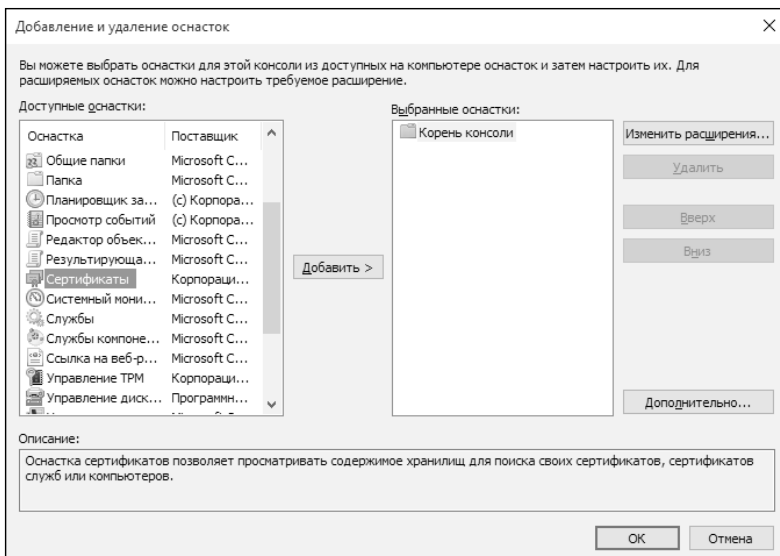 Добавление и удаление оснасток
Вы можете выбрать оснастки для этой консоли из доступных на компьютере оснасток и затем настроить их. Для
расширяемых оснасток можно настроить требуемое расширение.
Доступные оснастки:
Оснастка Поставщик
Общие папки Microsoft C...
Папка Microsoft C...
Планировщик за... (c) Корпора...
Просмотр событий (c) Корпора...
Редактор объек... Microsoft C...
Результирующа... Microsoft C...
Сертификаты Корпораци...
Системный мони... Microsoft C...
Службы Microsoft C...
Службы компоне... Microsoft C...
Ссылка на веб-р... Microsoft C...
Управление TPM Корпораци...
Управление диск... Программн...
Добавить >
Выбранные оснастки:
Корень консоли
Изменить расширения...
Удалить
Вверх
Вниз
Дополнительно...
Описание:
Оснастка сертификатов позволяет просматривать содержимое хранилищ для поиска своих сертификатов, сертификатов
служб или компьютеров.
OK Отмена